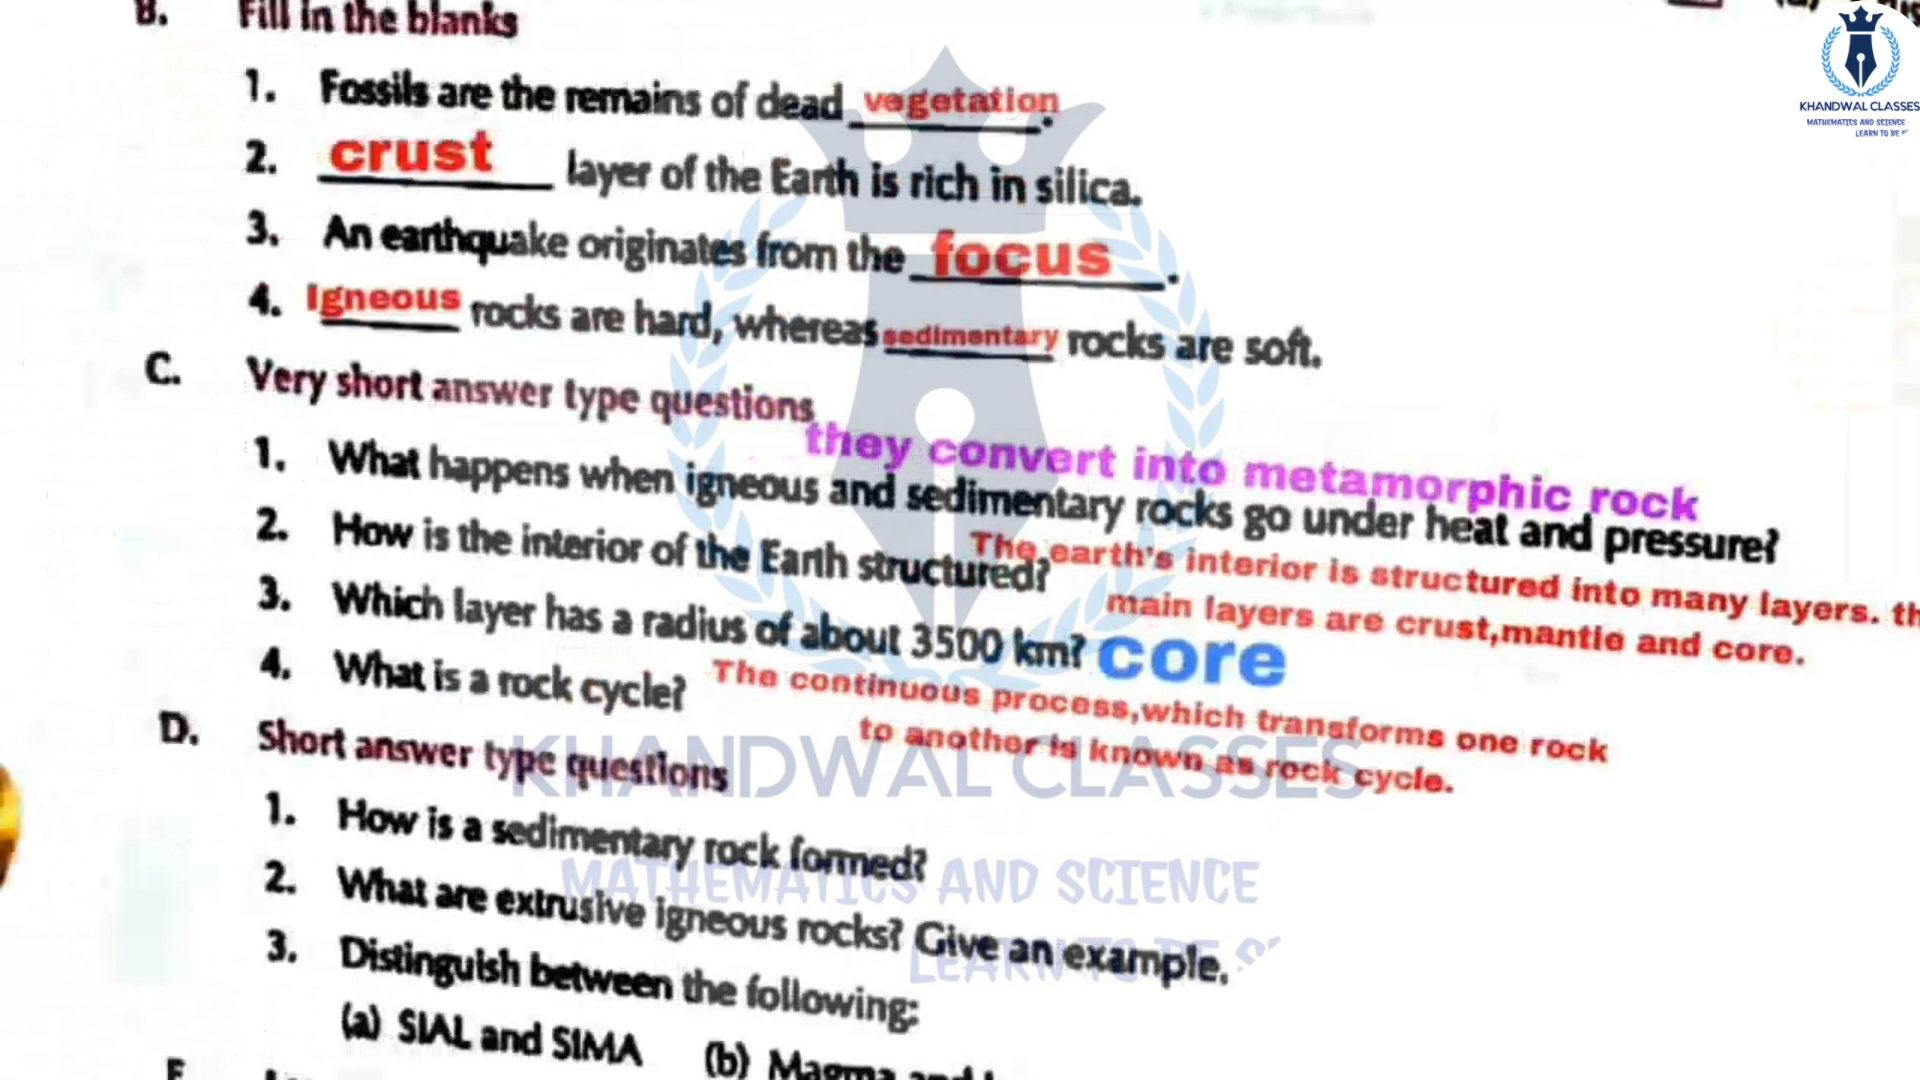 B. Fill in the blanks
1. Fossils are the remains of dead vegetation.
2. crust layer of the Earth is rich in silica.
3. An earthquake originates from the focus.
4. Igneous rocks are hard, whereas sedimentary rocks are soft.
C. Very short answer type questions
they convert into metamorphic rock
1. What happens when igneous and sedimentary rocks go under heat and pressure?
2. How is the interior of the Earth structured? The earth's interior is structured into many layers. th
main layers are crust,mantle and core.
3. Which layer has a radius of about 3500 km? core
4. What is a rock cycle? The continuous process,which transforms one rock
to another is known as rock cycle.
D. Short answer type questions
1. How is a sedimentary rock formed?
2. What are extrusive igneous rocks? Give an example.
3. Distinguish between the following:
(a) SIAL and SIMA (b) Magma and
KHANDWAL CLASSES
MATHEMATICS AND SCIENCE
LEARN TO BE
KHANDWAL CLASSES
MATHEMATICS AND SCIENCE
LEARN TO BE